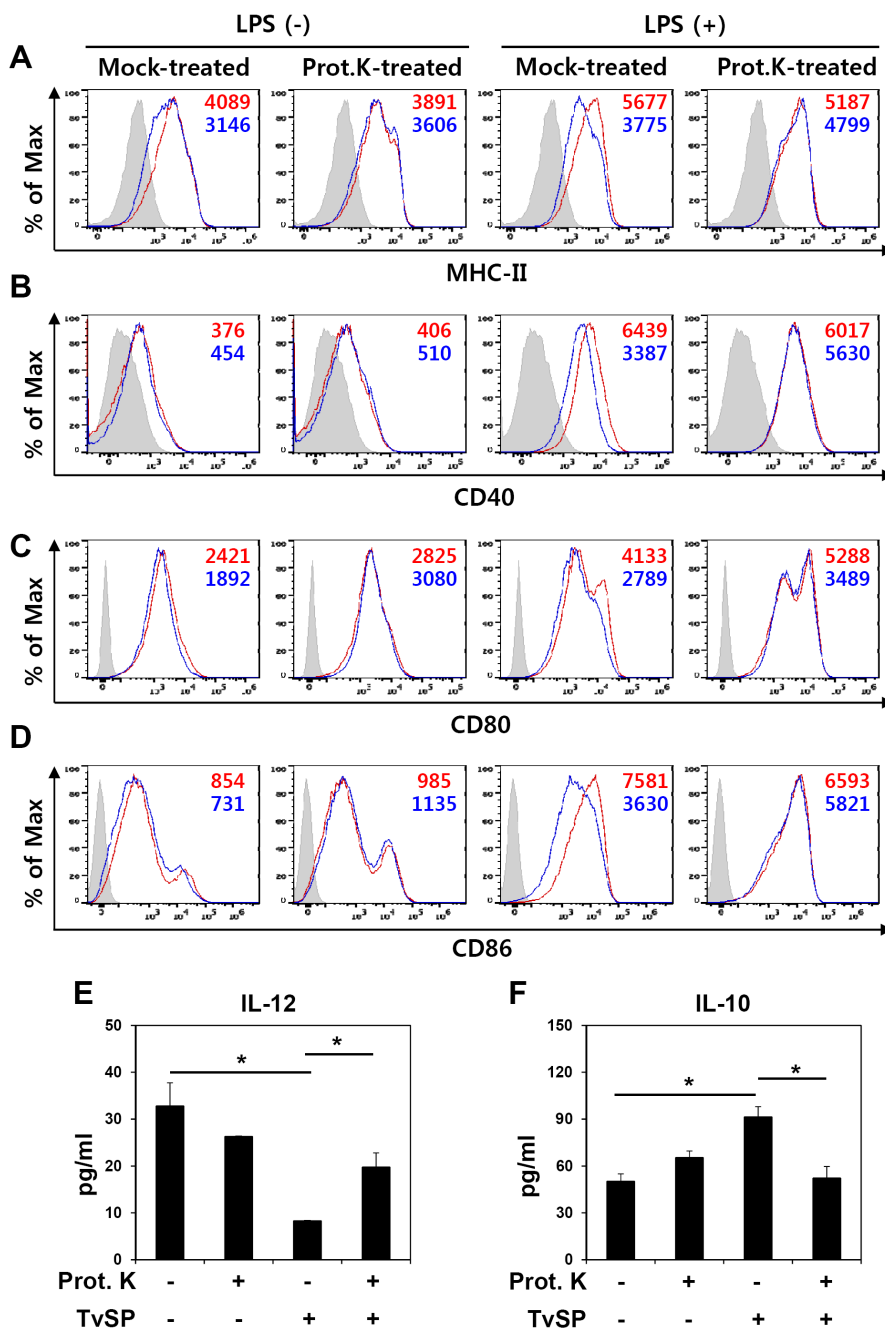 LPS (-) LPS (+)
A
Mock-treated Prot.K-treated Mock-treated Prot.K-treated
4089 3891 5677 5187
3146 3606 3775 4799
% of Max
MHC-II
B
376 406 6439 6017
454 510 3387 5630
% of Max
CD40
C
2421 2825 4133 5288
1892 3080 2789 3489
% of Max
CD80
D
854 985 7581 6593
731 1135 3630 5821
% of Max
CD86
E F
IL-12 IL-10
50 150
40 120
30 90
20 60
10 30
0 0
pg/ml pg/ml
* * * *
Prot. K - + - + - + - +
TvSP - - + + - - + +